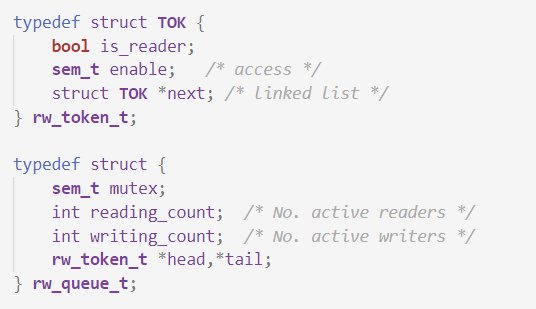 typedef struct TOK {
    bool is_reader;
    sem_t enable;   /* access */
    struct TOK *next; /* linked list */
} rw_token_t;

typedef struct {
    sem_t mutex;
    int reading_count;  /* No. active readers */
    int writing_count;  /* No. active writers */
    rw_token_t *head,*tail;
} rw_queue_t;